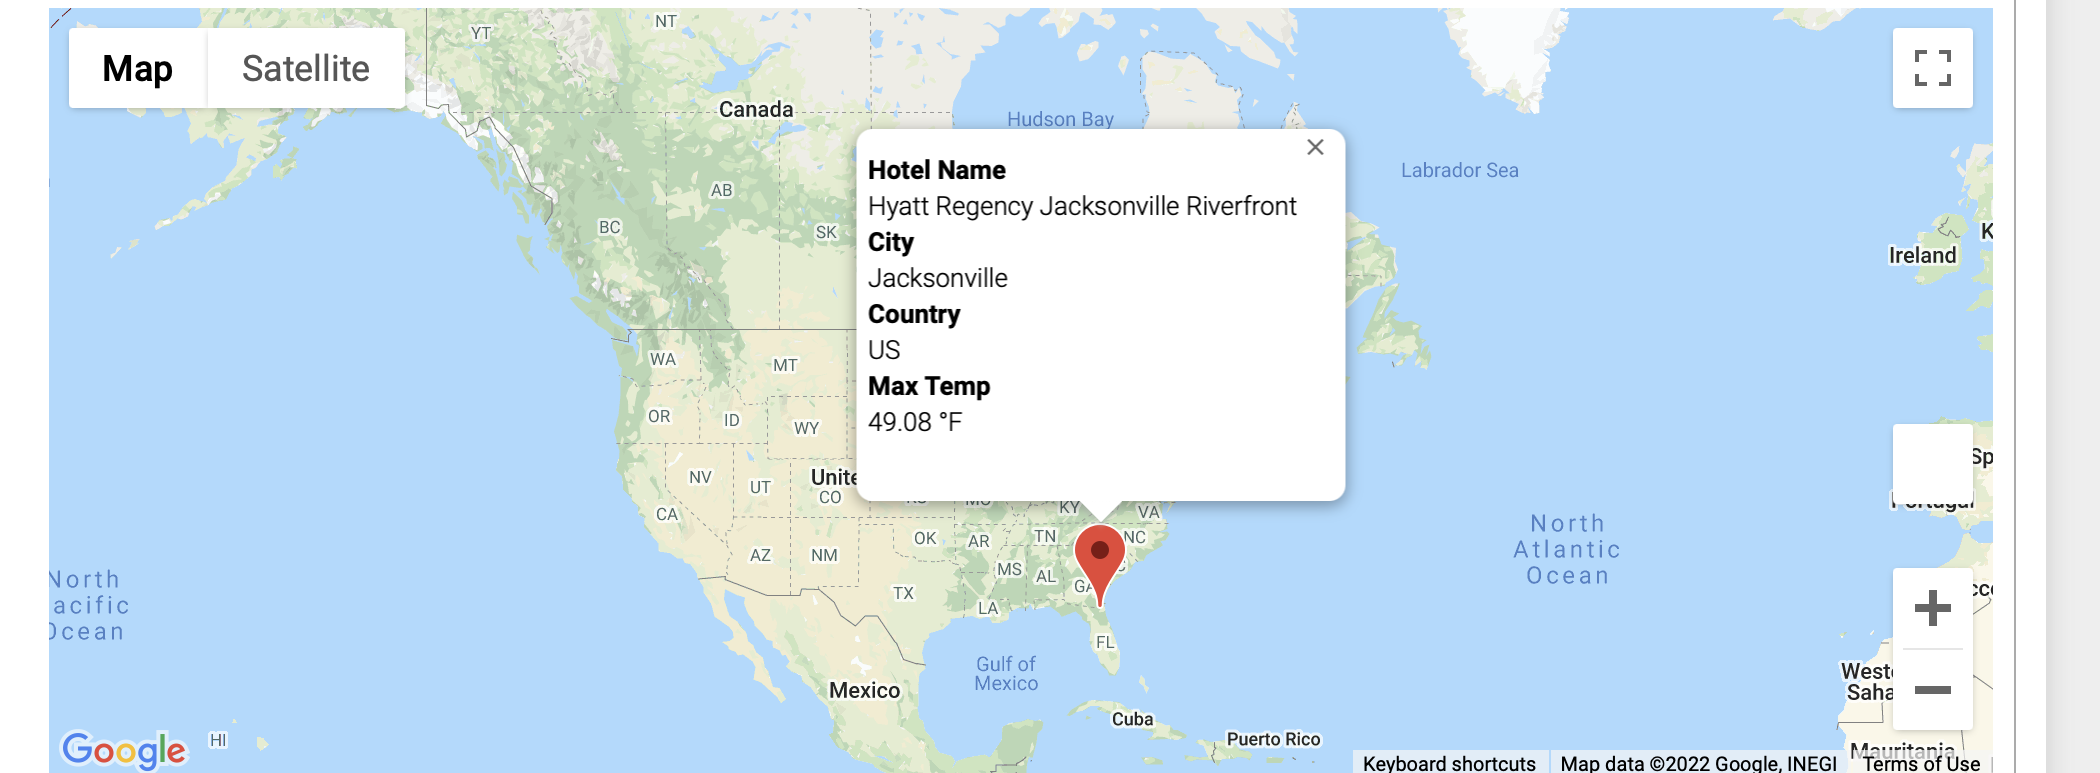 NT
YT
Map
Satellite
Canada
Hudson Bay
Labrador Sea
Hotel Name
Hyatt Regency Jacksonville Riverfront
AB
BC
SK
City
Jacksonville
Country
US
Max Temp
49.08 °F
K
Ireland
WA
MT
OR
ID
WY
NV
UT
Unite
CO
CA
KY
VA
Sp
Portugal
OK
AR
TN
NC
AZ
NM
MS
AL
GA
TX
LA
FL
North
Atlantic
Ocean
North
acific
Ocean
Gulf of
Mexico
Mexico
Cuba
Puerto Rico
West
Saha
Mauritania
HI
Google
Keyboard shortcuts
Map data ©2022 Google, INEGI
Terms of Use